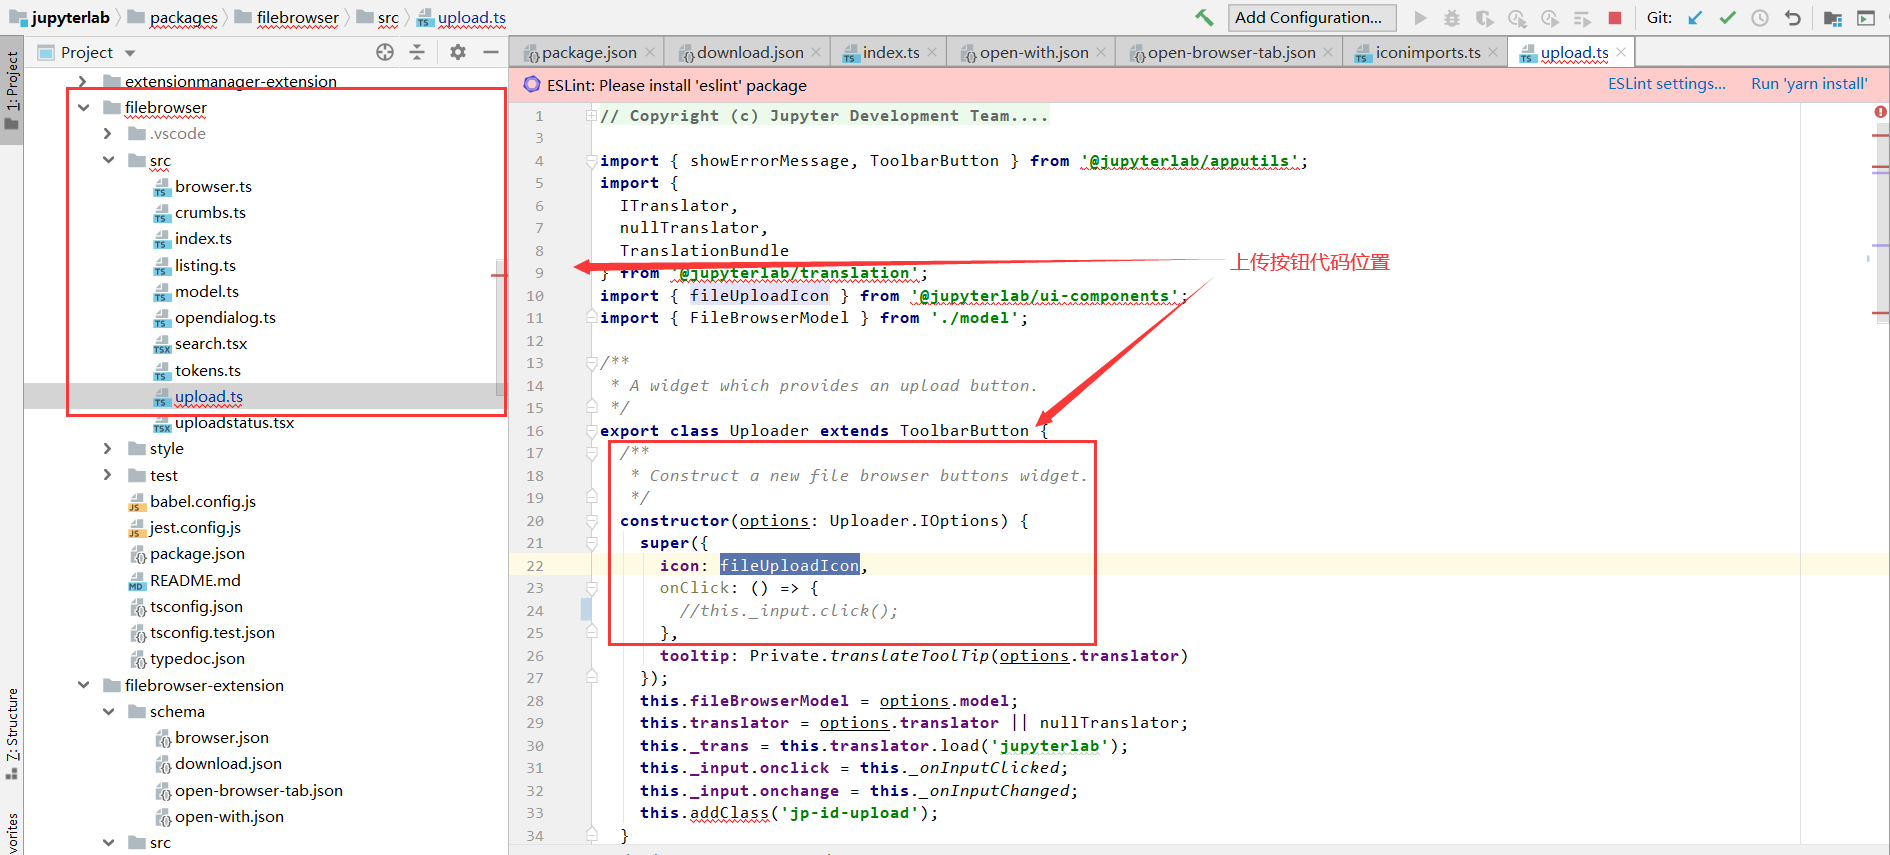 jupyterlab packages filebrowser src upload.ts Add Configuration... Git:
Project
package.json download.json index.ts open-with.json open-browser-tab.json iconimports.ts upload.ts
1: Project
Z: Structure
vorites
extensionmanager-extension
filebrowser
.vscode
src
browser.ts
crumbs.ts
index.ts
listing.ts
model.ts
opendialog.ts
search.tsx
tokens.ts
upload.ts
uploadstatus.tsx
style
test
babel.config.js
jest.config.js
package.json
README.md
tsconfig.json
tsconfig.test.json
typedoc.json
filebrowser-extension
schema
browser.json
download.json
open-browser-tab.json
open-with.json
src
ESLint: Please install 'eslint' package ESLint settings... Run 'yarn install'
1 // Copyright (c) Jupyter Development Team....
3
4 import { showErrorMessage, ToolbarButton } from '@jupyterlab/apputils';
5 import {
6 ITranslator,
7 nullTranslator,
8 TranslationBundle
9 } from '@jupyterlab/translation';
10 import { fileUploadIcon } from '@jupyterlab/ui-components';
11 import { FileBrowserModel } from './model';
12
13 /**
14 * A widget which provides an upload button.
15 */
16 export class Uploader extends ToolbarButton {
17 /**
18 * Construct a new file browser buttons widget.
19 */
20 constructor(options: Uploader.IOptions) {
21 super({
22 icon: fileUploadIcon,
23 onClick: () => {
24 //this._input.click();
25 },
26 tooltip: Private.translateToolTip(options.translator)
27 });
28 this.fileBrowserModel = options.model;
29 this.translator = options.translator || nullTranslator;
30 this._trans = this.translator.load('jupyterlab');
31 this._input.onclick = this._onInputClicked;
32 this._input.onchange = this._onInputChanged;
33 this.addClass('jp-id-upload');
34 }
上传按钮代码位置